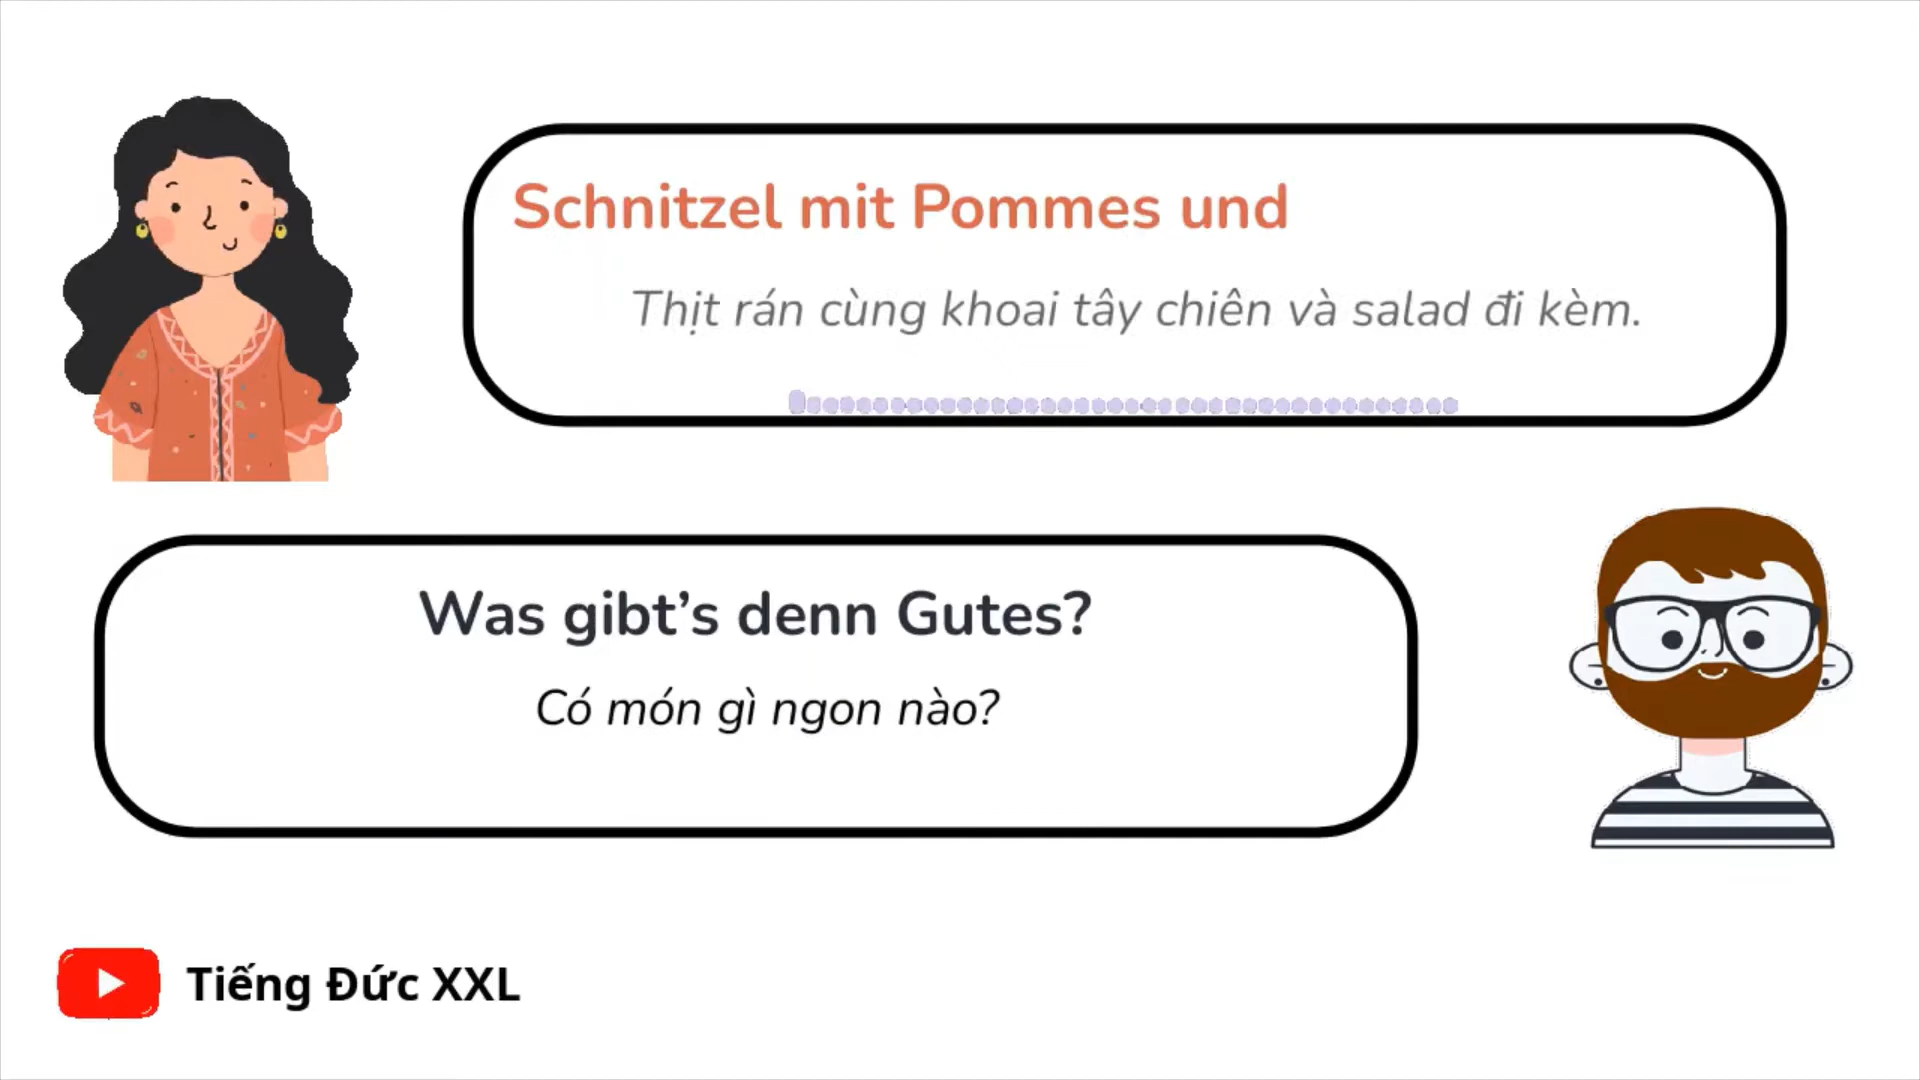 Schnitzel mit Pommes und
Thịt rán cùng khoai tây chiên và salad đi kèm.
Was gibt’s denn Gutes?
Có món gì ngon nào?
Tiếng Đức XXL